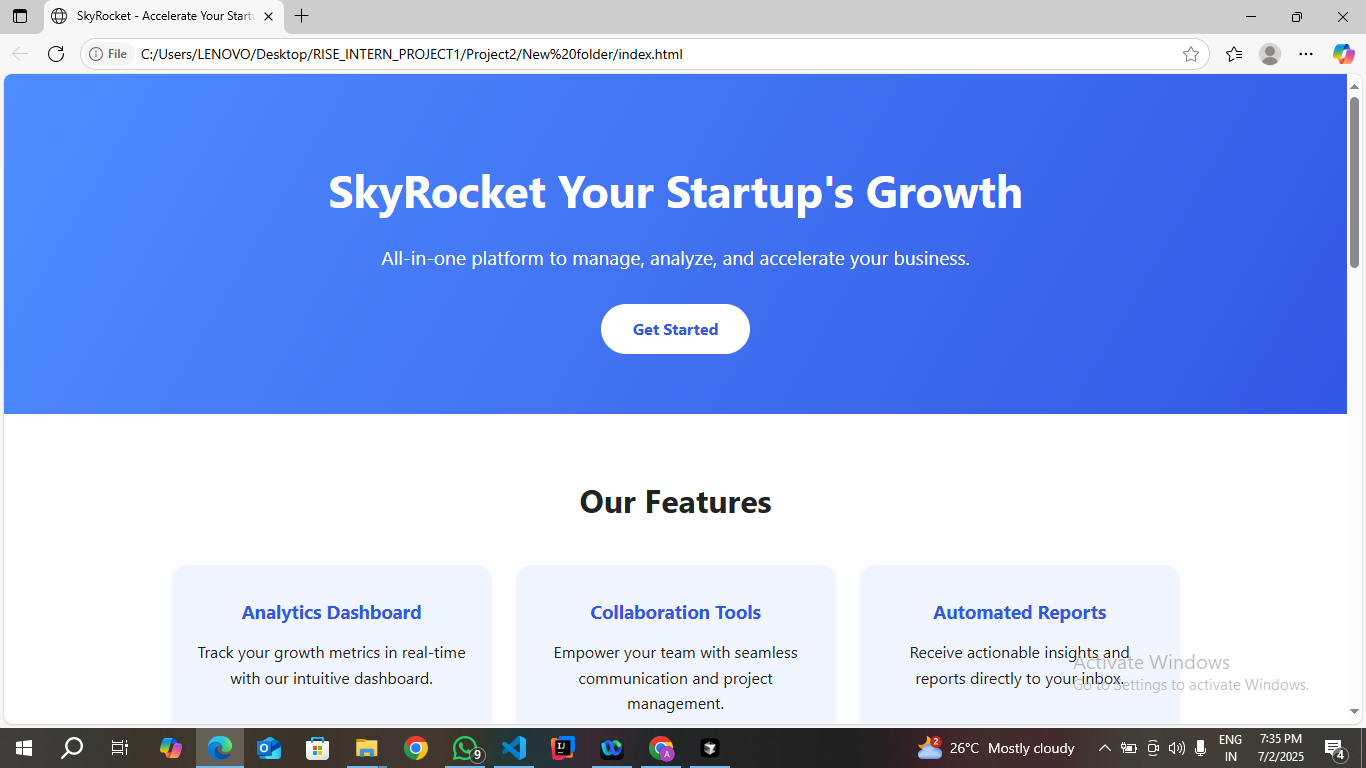 SkyRocket - Accelerate Your Startu
File
C:/Users/LENOVO/Desktop/RISE_INTERN_PROJECT1/Project2/New%20folder/index.html
SkyRocket Your Startup's Growth
All-in-one platform to manage, analyze, and accelerate your business.
Get Started
Our Features
Analytics Dashboard
Track your growth metrics in real-time
with our intuitive dashboard.
Collaboration Tools
Empower your team with seamless
communication and project
management.
Automated Reports
Receive actionable insights and
reports directly to your inbox.
Activate Windows
Go to Settings to activate Windows.
9
A
2
26°C Mostly cloudy
ENG
IN
7:35 PM
7/2/2025
4